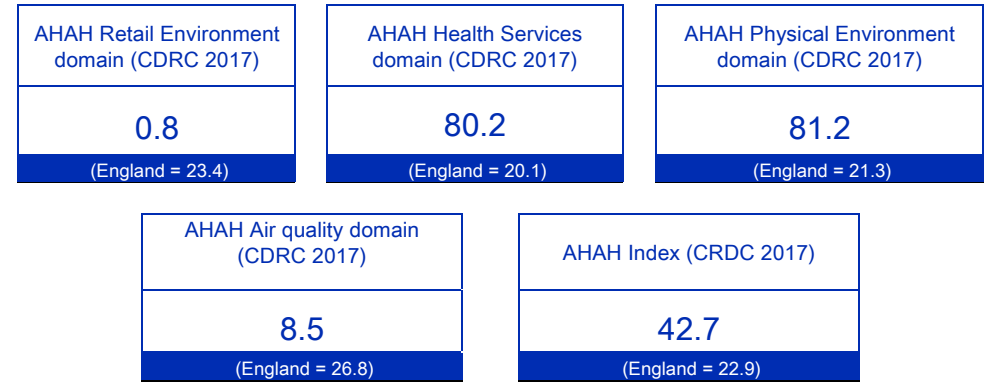 AHAH Retail Environment
domain (CDRC 2017)
0.8
(England = 23.4)
AHAH Health Services
domain (CDRC 2017)
80.2
(England = 20.1)
AHAH Physical Environment
domain (CDRC 2017)
81.2
(England = 21.3)
AHAH Air quality domain
(CDRC 2017)
8.5
(England = 26.8)
AHAH Index (CRDC 2017)
42.7
(England = 22.9)